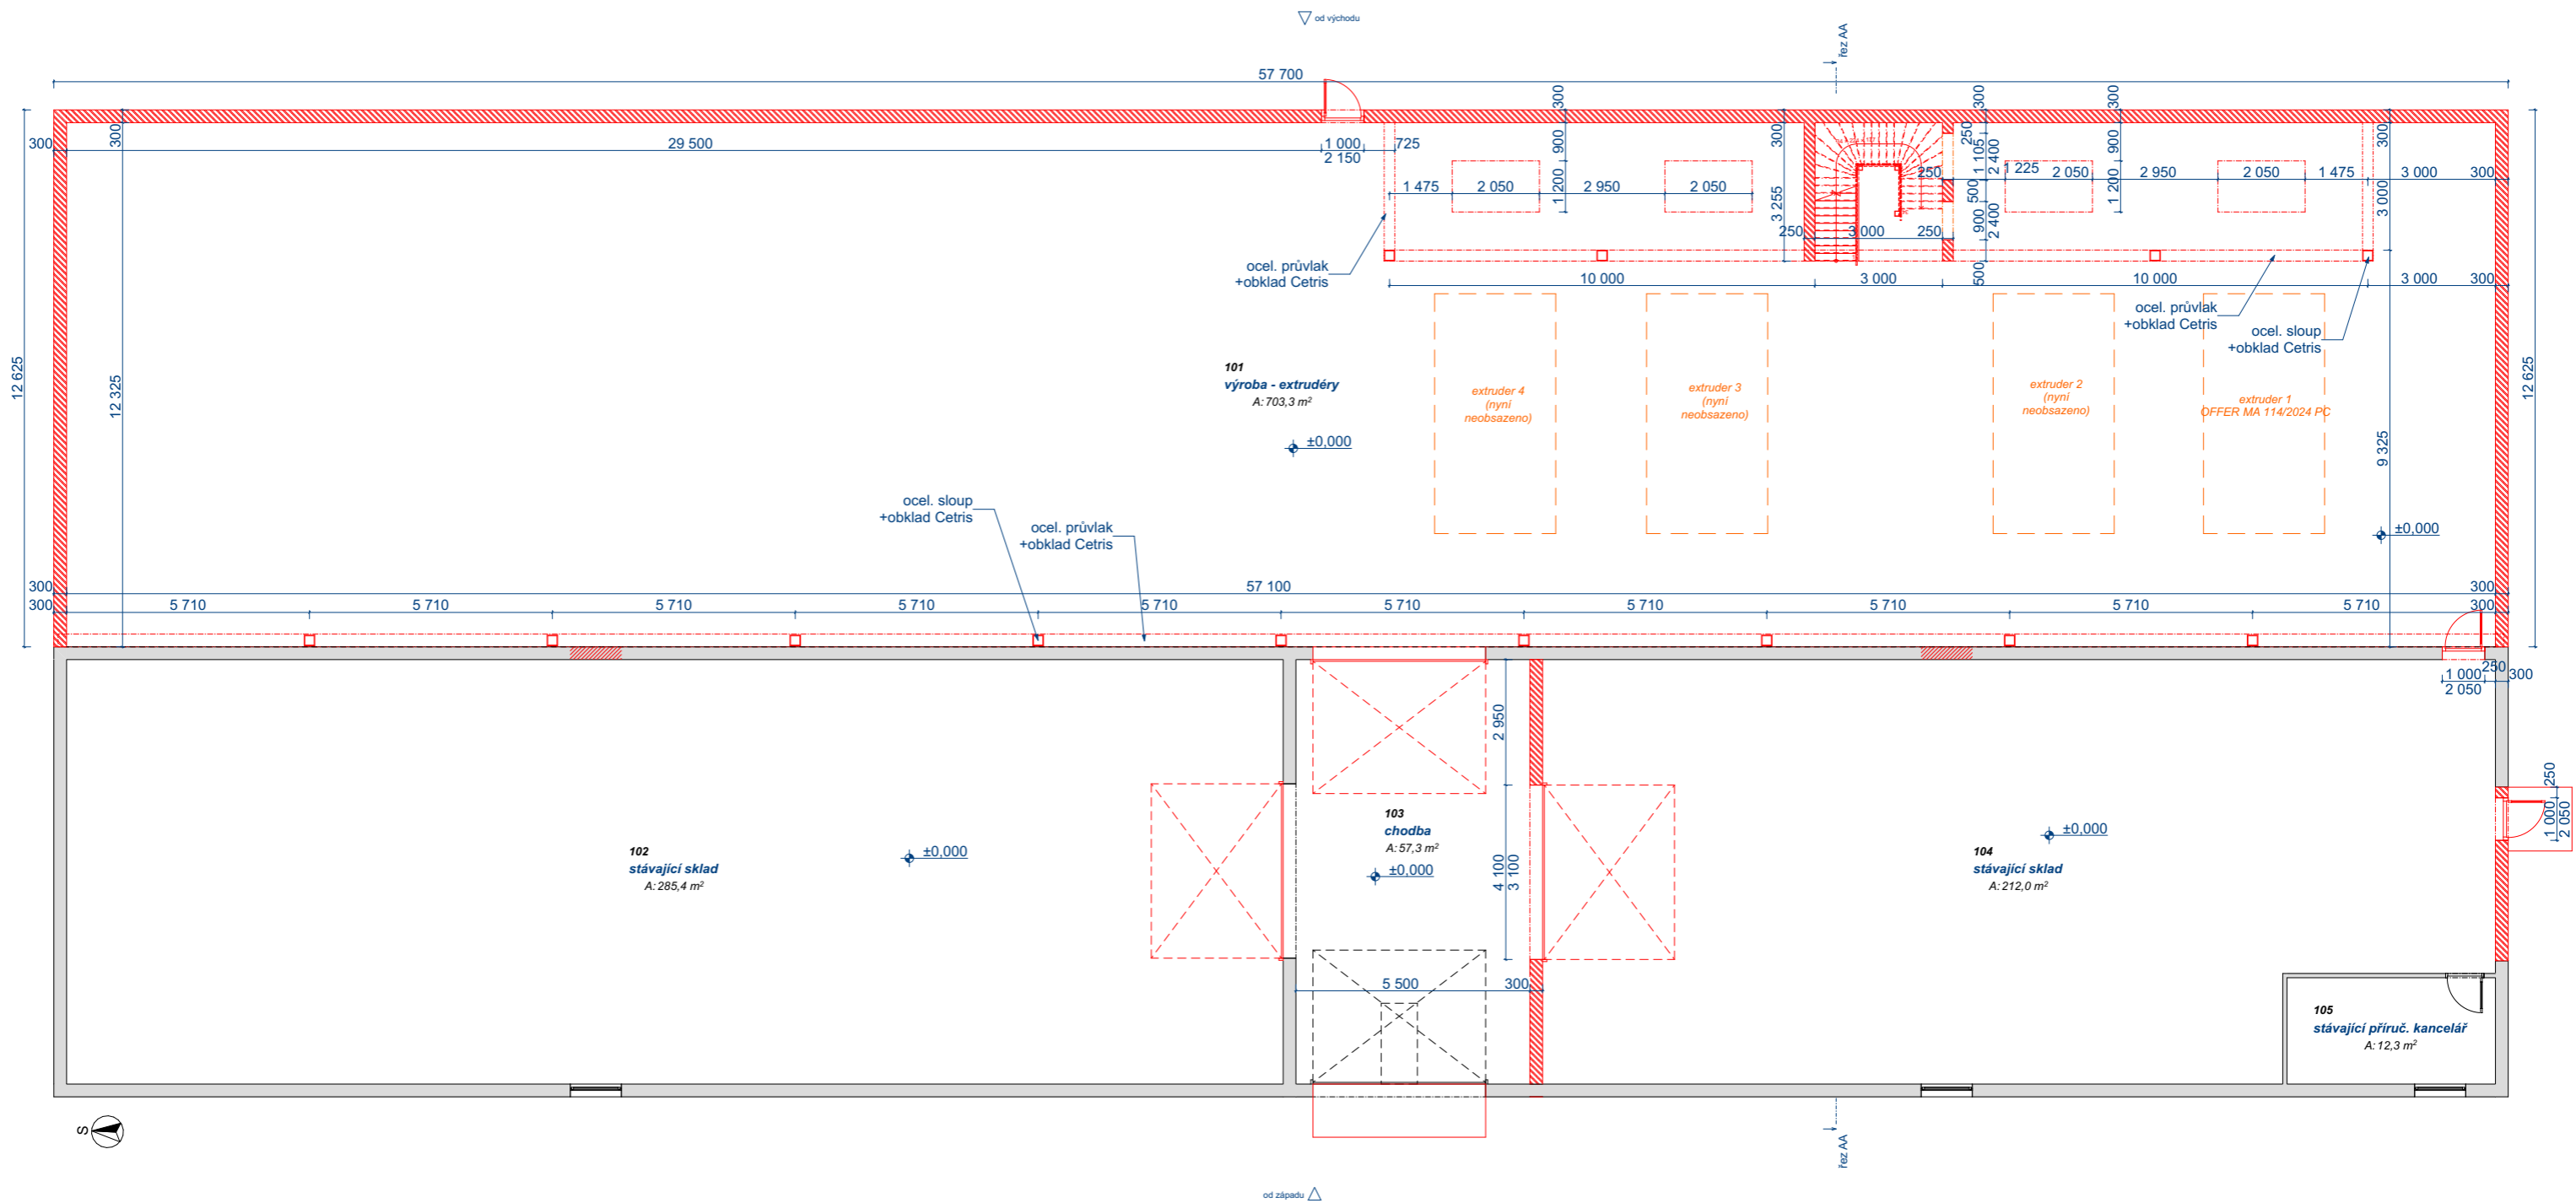 od východu
řez AA
57 700
300
300
300
300
300
29 500
1 000
2 150
725
900
1 200
300
3 255
250
1 105
2 400
500
900
2 400
500
900
1 200
300
3 000
1 475
2 050
2 950
2 050
250
1 225
2 050
2 950
2 050
1 475
3 000
300
250
3 000
250
ocel. průvlak
+obklad Cetris
10 000
3 000
10 000
3 000
300
ocel. průvlak
+obklad Cetris
ocel. sloup
+obklad Cetris
12 625
12 325
101
výroba - extrudéry
A: 703,3 m²
±0,000
extruder 4
(nyní
neobsazeno)
extruder 3
(nyní
neobsazeno)
extruder 2
(nyní
neobsazeno)
extruder 1
OFFER MA 114/2024 PC
9 325
12 625
±0,000
ocel. sloup
+obklad Cetris
ocel. průvlak
+obklad Cetris
300
57 100
300
300
5 710
5 710
5 710
5 710
5 710
5 710
5 710
5 710
5 710
5 710
300
1 000
2 050
250
300
2 950
4 100
3 100
250
1 000
2 050
102
stávající sklad
A: 285,4 m²
±0,000
103
chodba
A: 57,3 m²
±0,000
104
stávající sklad
A: 212,0 m²
±0,000
5 500
300
105
stávající příruč. kancelář
A: 12,3 m²
S
řez AA
od západu